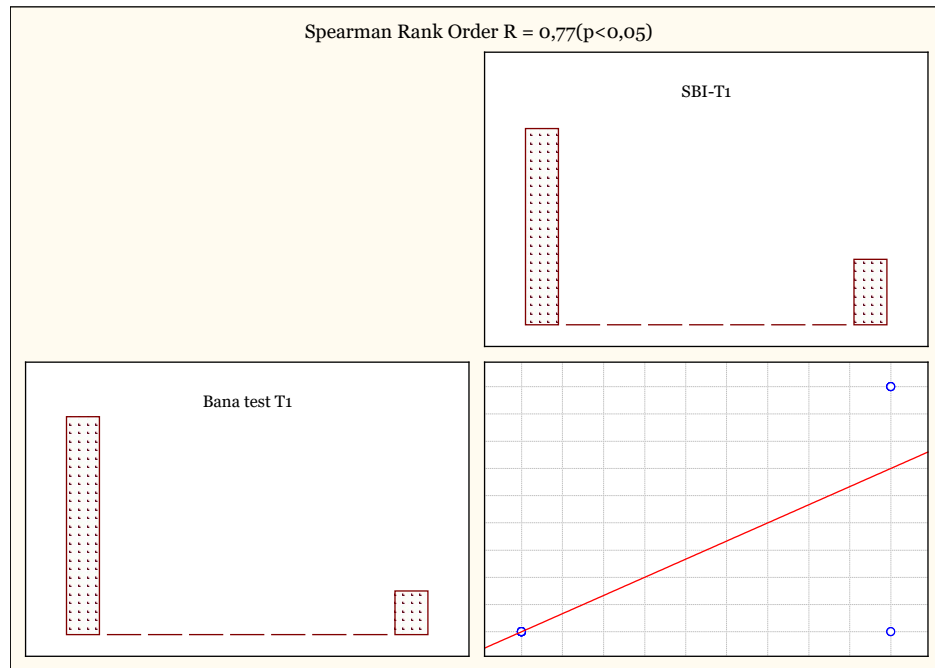 Spearman Rank Order R = 0,77(p<0,05)
SBI-T1
Bana test T1